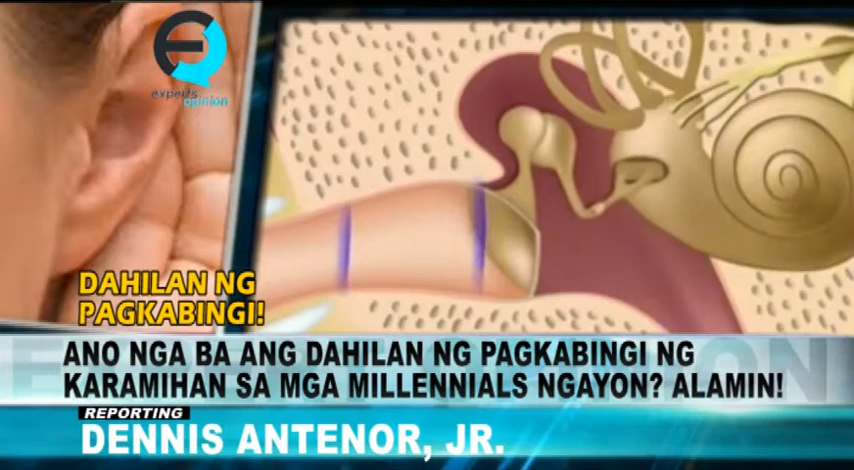 experts
opinion
DAHILAN NG
PAGKABINGI!
ANO NGA BA ANG DAHILAN NG PAGKABINGI NG
KARAMIHAN SA MGA MILLENNIALS NGAYON? ALAMIN!
REPORTING
DENNIS ANTENOR, JR.